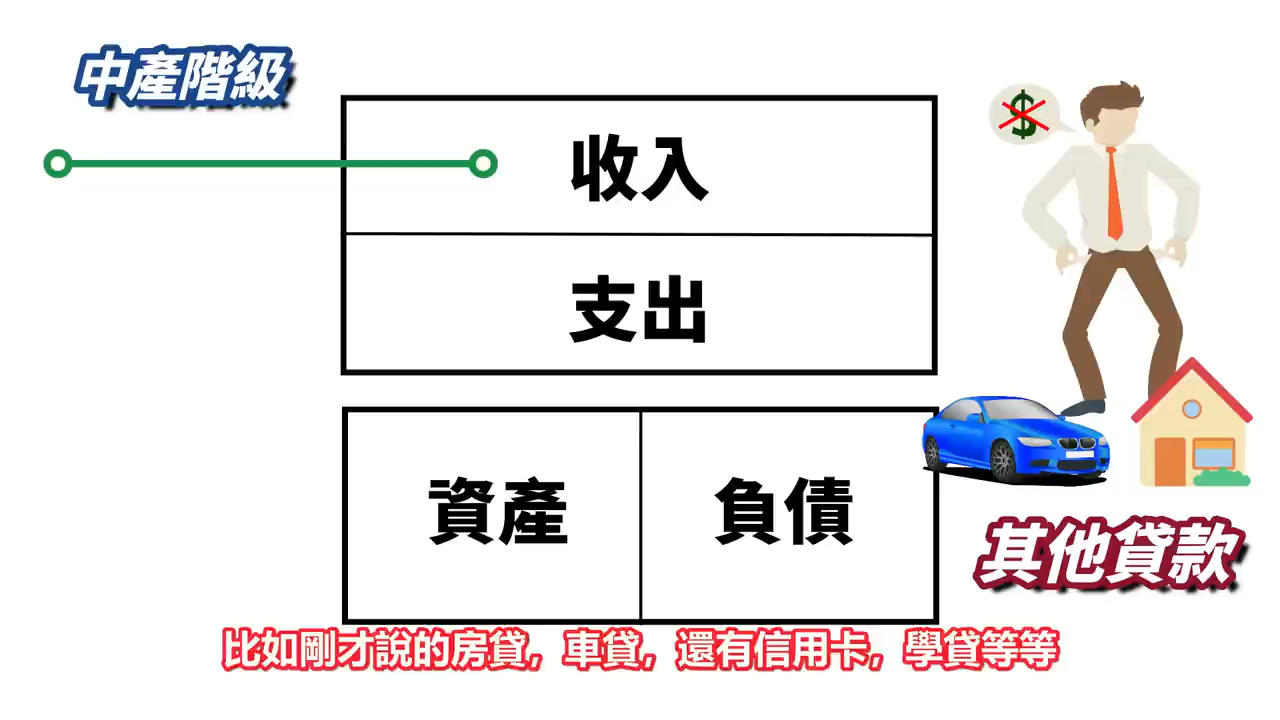 中產階級
收入
支出
資產
負債
$
其他貸款
比如剛才說的房貸,車貸,還有信用卡,學貸等等